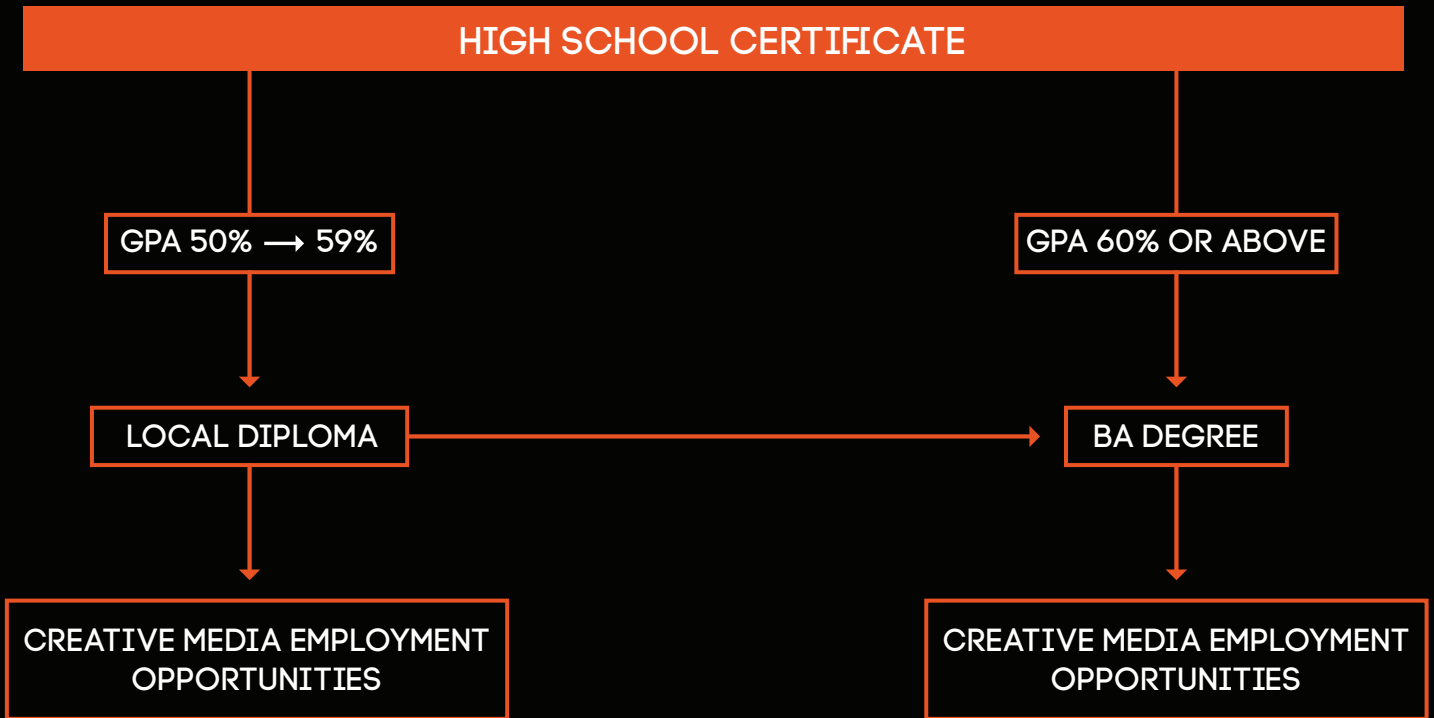 HIGH SCHOOL CERTIFICATE
GPA 50% → 59%
GPA 60% OR ABOVE
LOCAL DIPLOMA
BA DEGREE
CREATIVE MEDIA EMPLOYMENT
OPPORTUNITIES
CREATIVE MEDIA EMPLOYMENT
OPPORTUNITIES